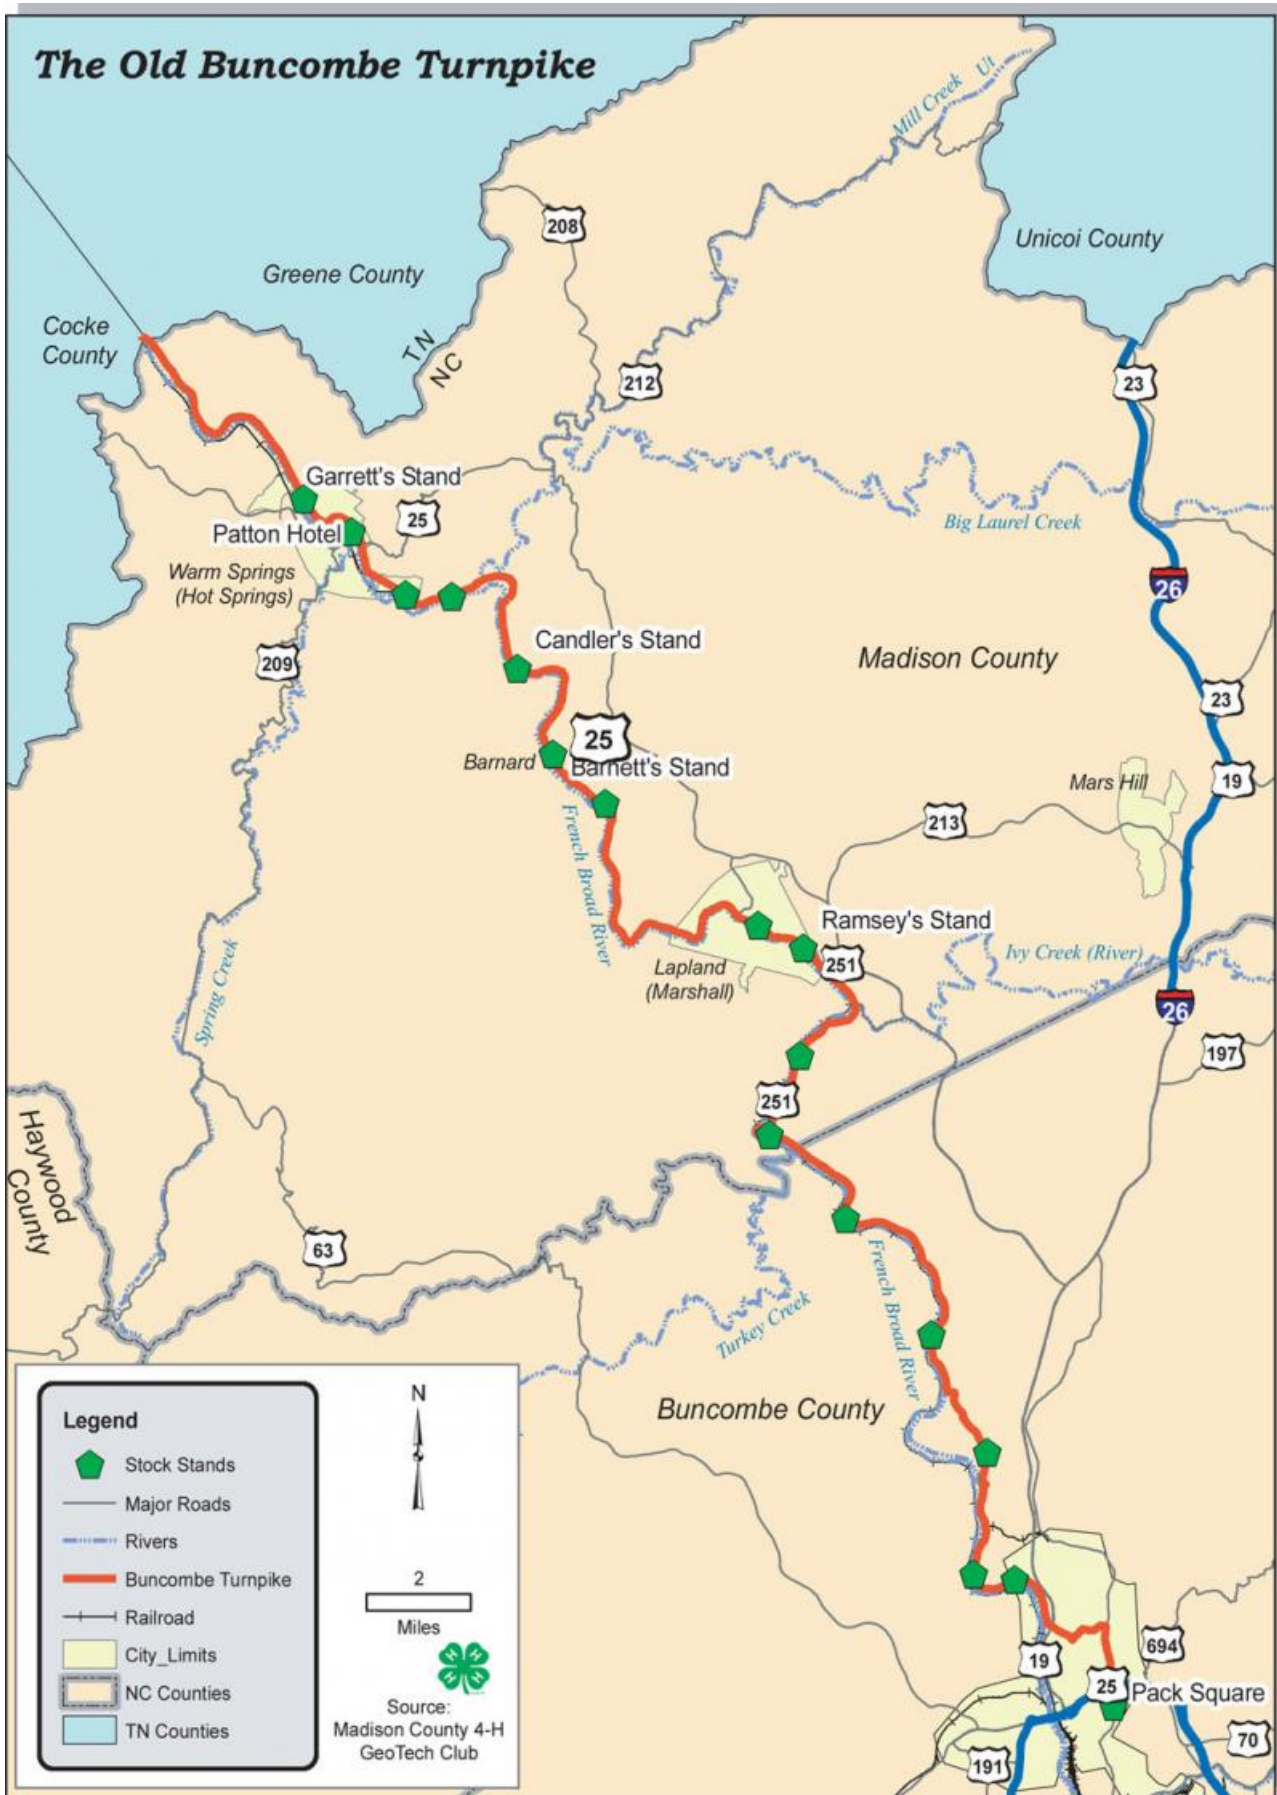 The Old Buncombe Turnpike
Mill Creek Ut
208
Unicoi County
Greene County
Cocke
County
TN
NC
212
23
Garrett's Stand
25
Patton Hotel
Big Laurel Creek
Warm Springs
(Hot Springs)
26
Candler's Stand
209
Madison County
23
25
Barnard
Barnett's Stand
Mars Hill
19
213
French Broad River
Ramsey's Stand
251
Ivy Creek (River)
Lapland
(Marshall)
Spring Creek
26
197
251
Haywood
County
63
French Broad River
Turkey Creek
Buncombe County
N
Legend
Stock Stands
Major Roads
Rivers
Buncombe Turnpike
Railroad
City_Limits
NC Counties
TN Counties
2
Miles
H H
H H
Source:
Madison County 4-H
GeoTech Club
694
19
25
Pack Square
70
191